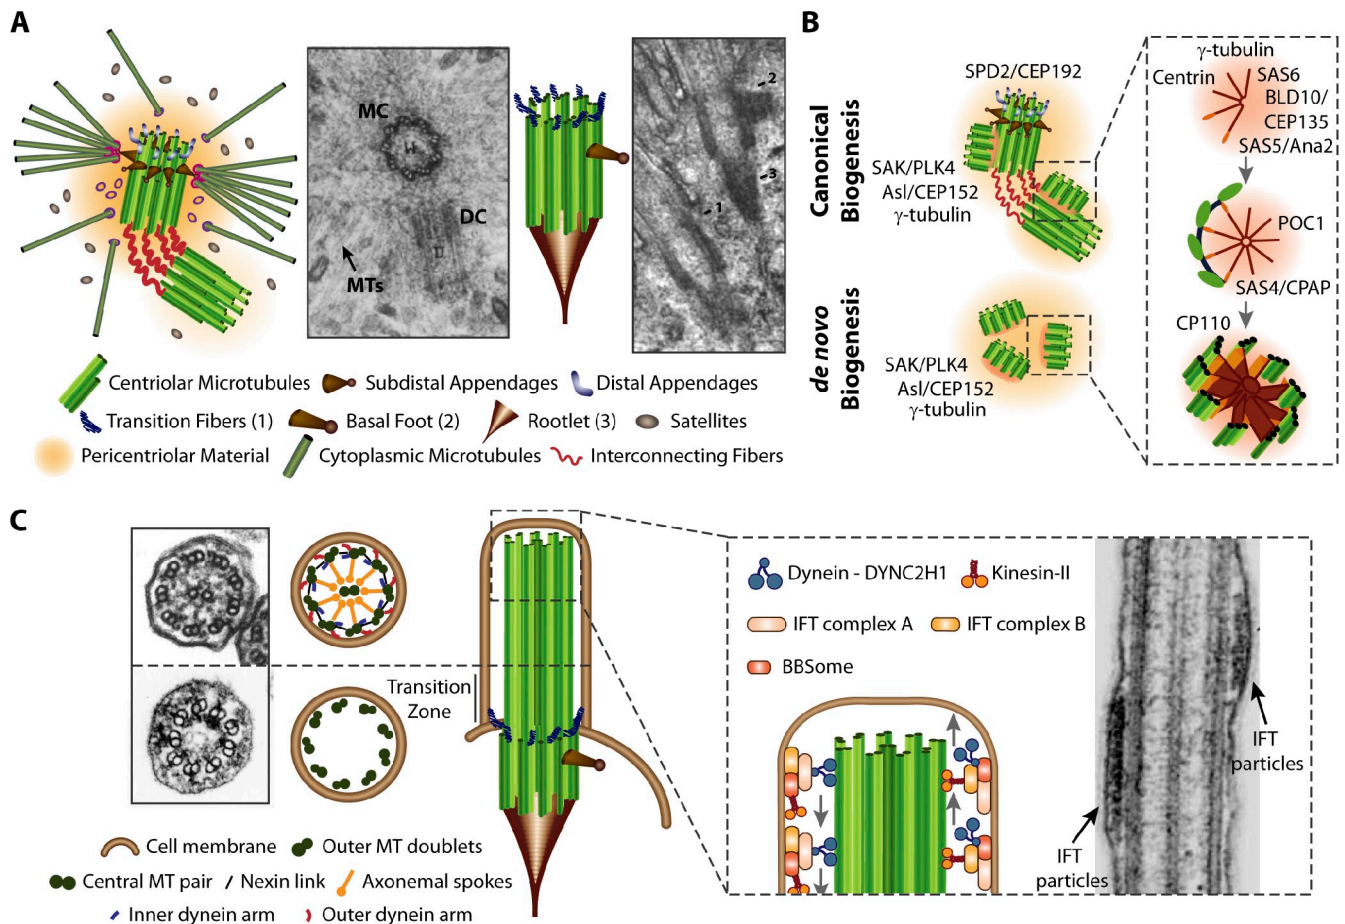 A
MC
DC
MTs
2
3
1
Centriolar Microtubules
Subdistal Appendages
Distal Appendages
Transition Fibers (1)
Basal Foot (2)
Rootlet (3)
Satellites
Pericentriolar Material
Cytoplasmic Microtubules
Interconnecting Fibers
B
Canonical
Biogenesis
SPD2/CEP192
SAK/PLK4
Asl/CEP152
γ-tubulin
de novo
Biogenesis
SAK/PLK4
Asl/CEP152
γ-tubulin
γ-tubulin
Centrin
SAS6
BLD10/
CEP135
SAS5/Ana2
POC1
SAS4/CPAP
CP110
C
Transition
Zone
Cell membrane
Outer MT doublets
Central MT pair
Nexin link
Axonemal spokes
Inner dynein arm
Outer dynein arm
Dynein - DYNC2H1
Kinesin-II
IFT complex A
IFT complex B
BBSome
IFT
particles
IFT
particles